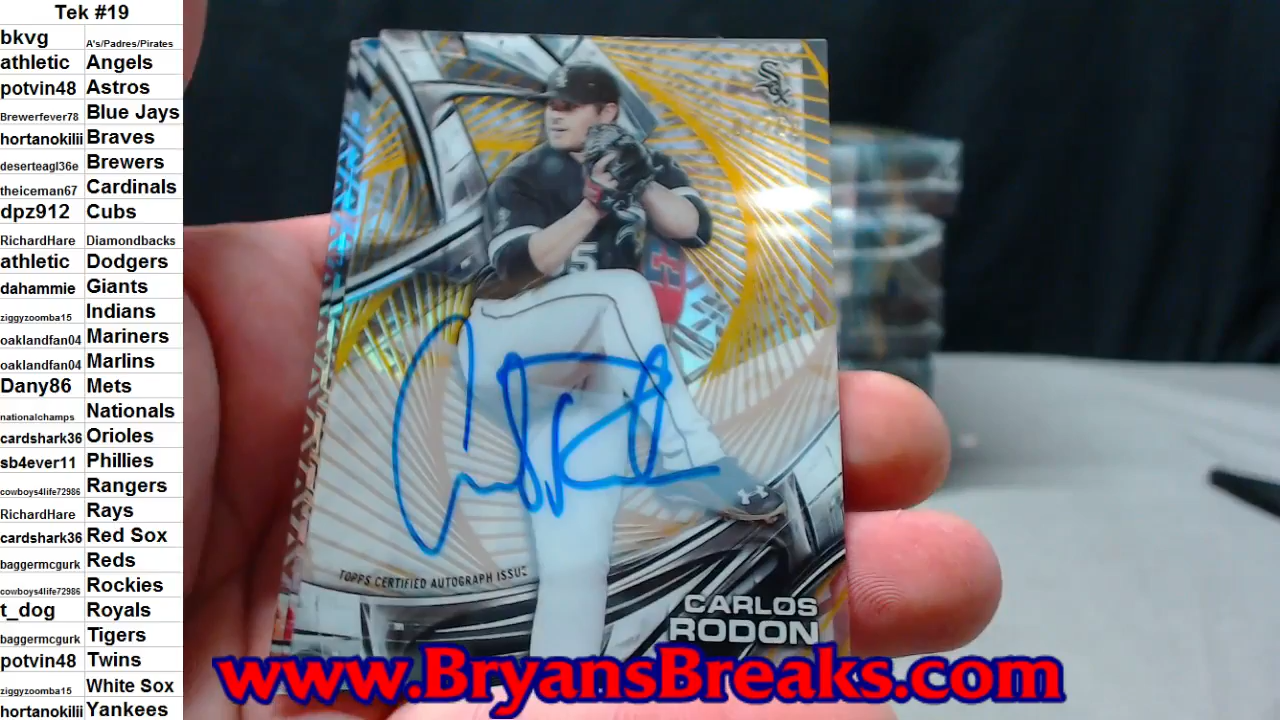 Tek #19
bkvg A's/Padres/Pirates
athletic Angels
potvin48 Astros
Brewerfever78 Blue Jays
hortanokilii Braves
deserteagl36e Brewers
theiceman67 Cardinals
dpz912 Cubs
RichardHare Diamondbacks
athletic Dodgers
dahammie Giants
ziggyzoomba15 Indians
oaklandfan04 Mariners
oaklandfan04 Marlins
Dany86 Mets
nationalchamps Nationals
cardshark36 Orioles
sb4ever11 Phillies
cowboys4life72986 Rangers
RichardHare Rays
cardshark36 Red Sox
baggermcgurk Reds
cowboys4life72986 Rockies
t_dog Royals
baggermcgurk Tigers
potvin48 Twins
ziggyzoomba15 White Sox
hortanokilii Yankees
Sox
5
TOPPS CERTIFIED AUTOGRAPH ISSUE
CARLOS
RODON
www.BryansBreaks.com